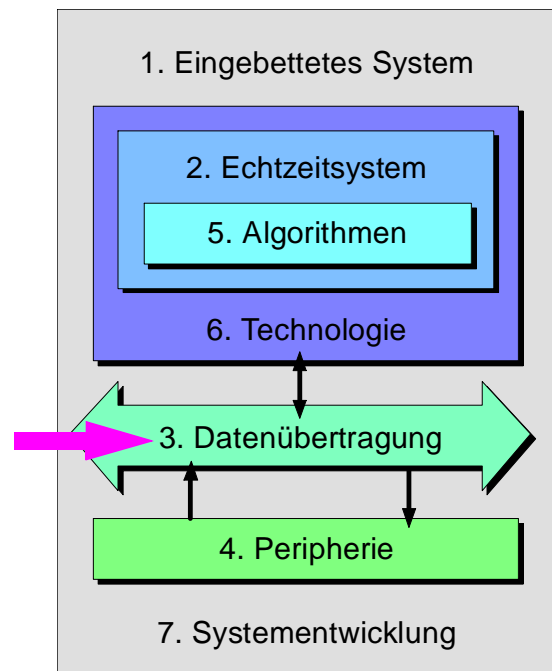 1. Eingebettetes System
2. Echtzeitsystem
5. Algorithmen
6. Technologie
3. Datenübertragung
4. Peripherie
7. Systementwicklung